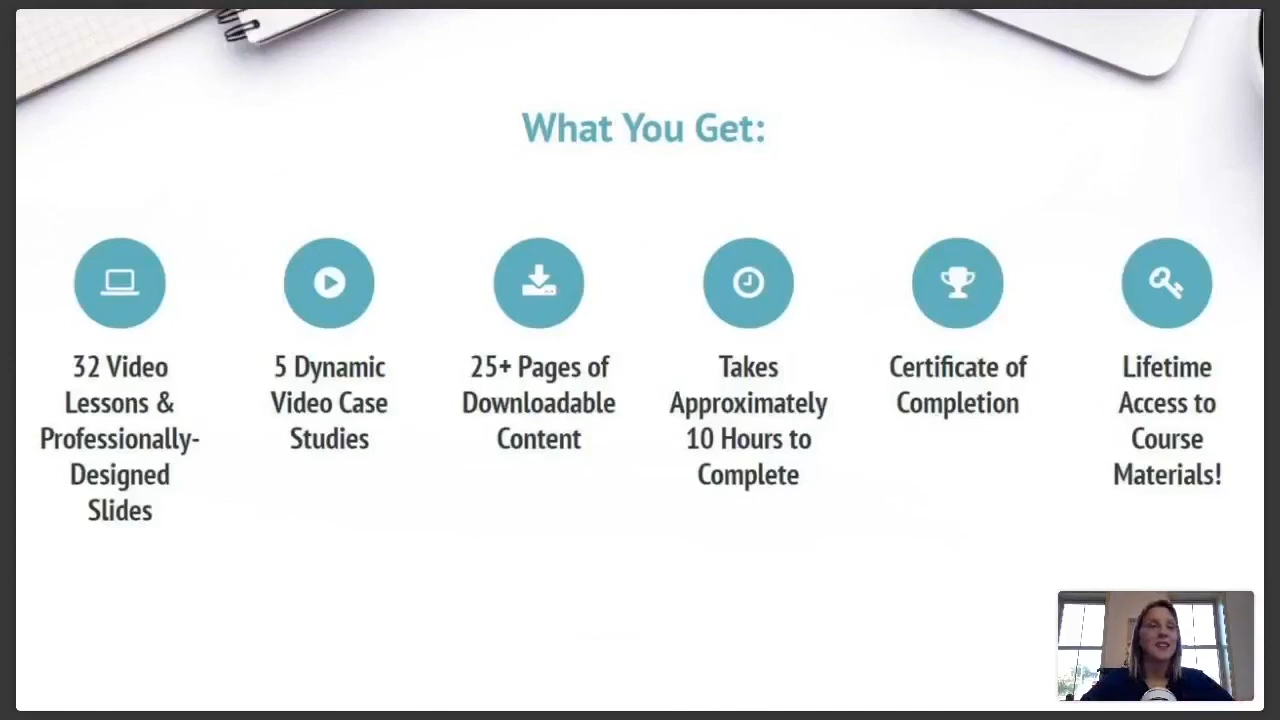 What You Get:
32 Video
Lessons &
Professionally-
Designed
Slides
5 Dynamic
Video Case
Studies
25+ Pages of
Downloadable
Content
Takes
Approximately
10 Hours to
Complete
Certificate of
Completion
Lifetime
Access to
Course
Materials!